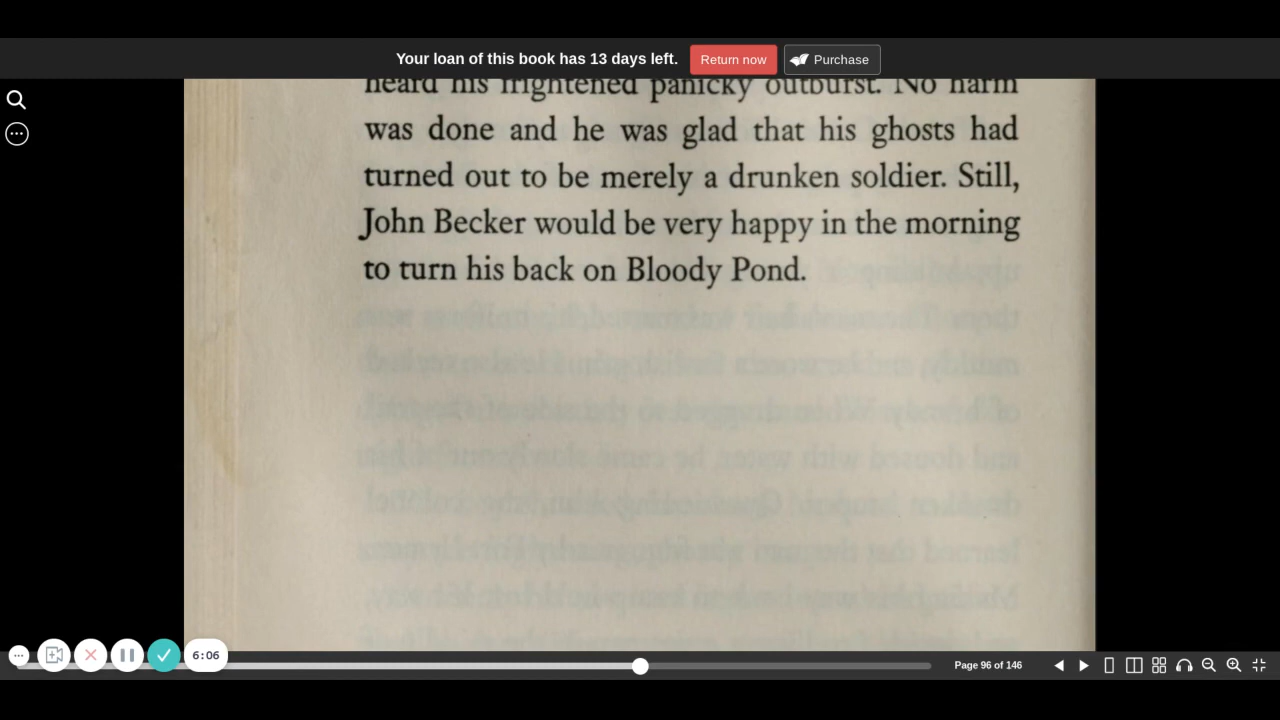 Your loan of this book has 13 days left. Return now Purchase
heard his frightened panicky outburst. No harm
was done and he was glad that his ghosts had
turned out to be merely a drunken soldier. Still,
John Becker would be very happy in the morning
to turn his back on Bloody Pond.
6:06
Page 96 of 146